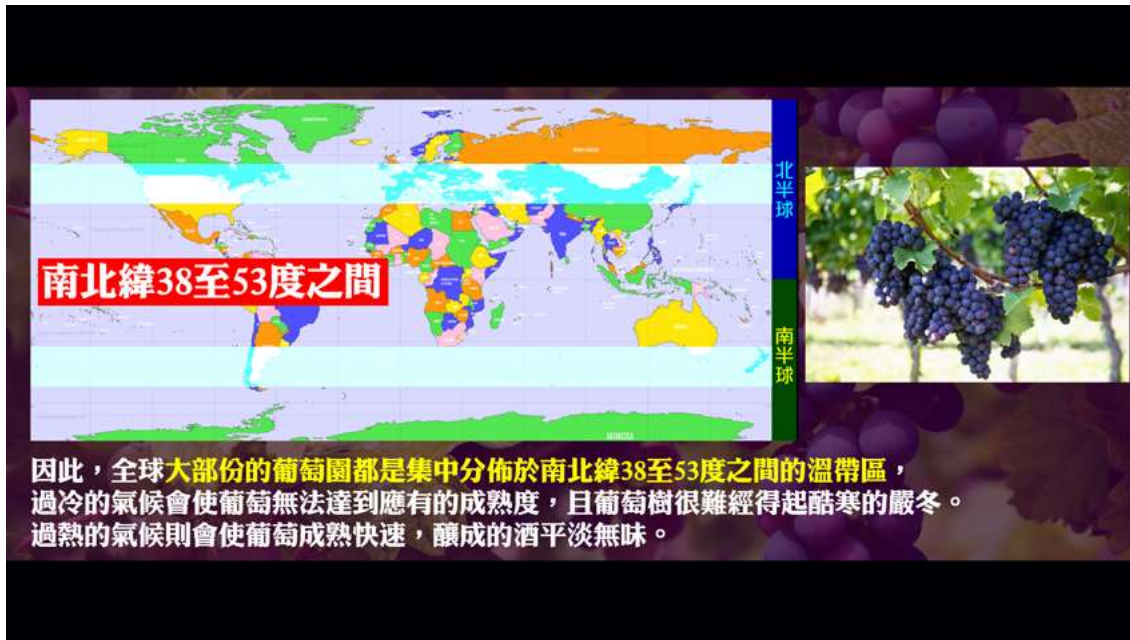 北半球
南半球
南北緯38至53度之間
因此，全球大部份的葡萄園都是集中分佈於南北緯38至53度之間的溫帶區，
過冷的氣候會使葡萄無法達到應有的成熟度，且葡萄樹很難經得起酷寒的嚴冬。
過熱的氣候則會使葡萄成熟快速，釀成的酒平淡無味。